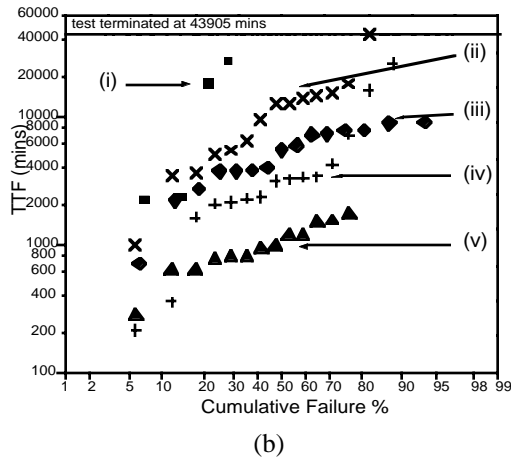 test terminated at 43905 mins
60000
40000
20000
10000
8000
6000
4000
2000
1000
800
600
400
200
100
TTF (mins)
(i)
(ii)
(iii)
(iv)
(v)
1 2 5 10 20 30 40 50 60 70 80 90 95 98 99
Cumulative Failure %
(b)